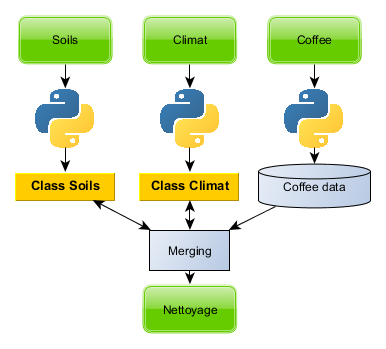 Soils
Climat
Coffee
Class Soils
Class Climat
Coffee data
Merging
Nettoyage